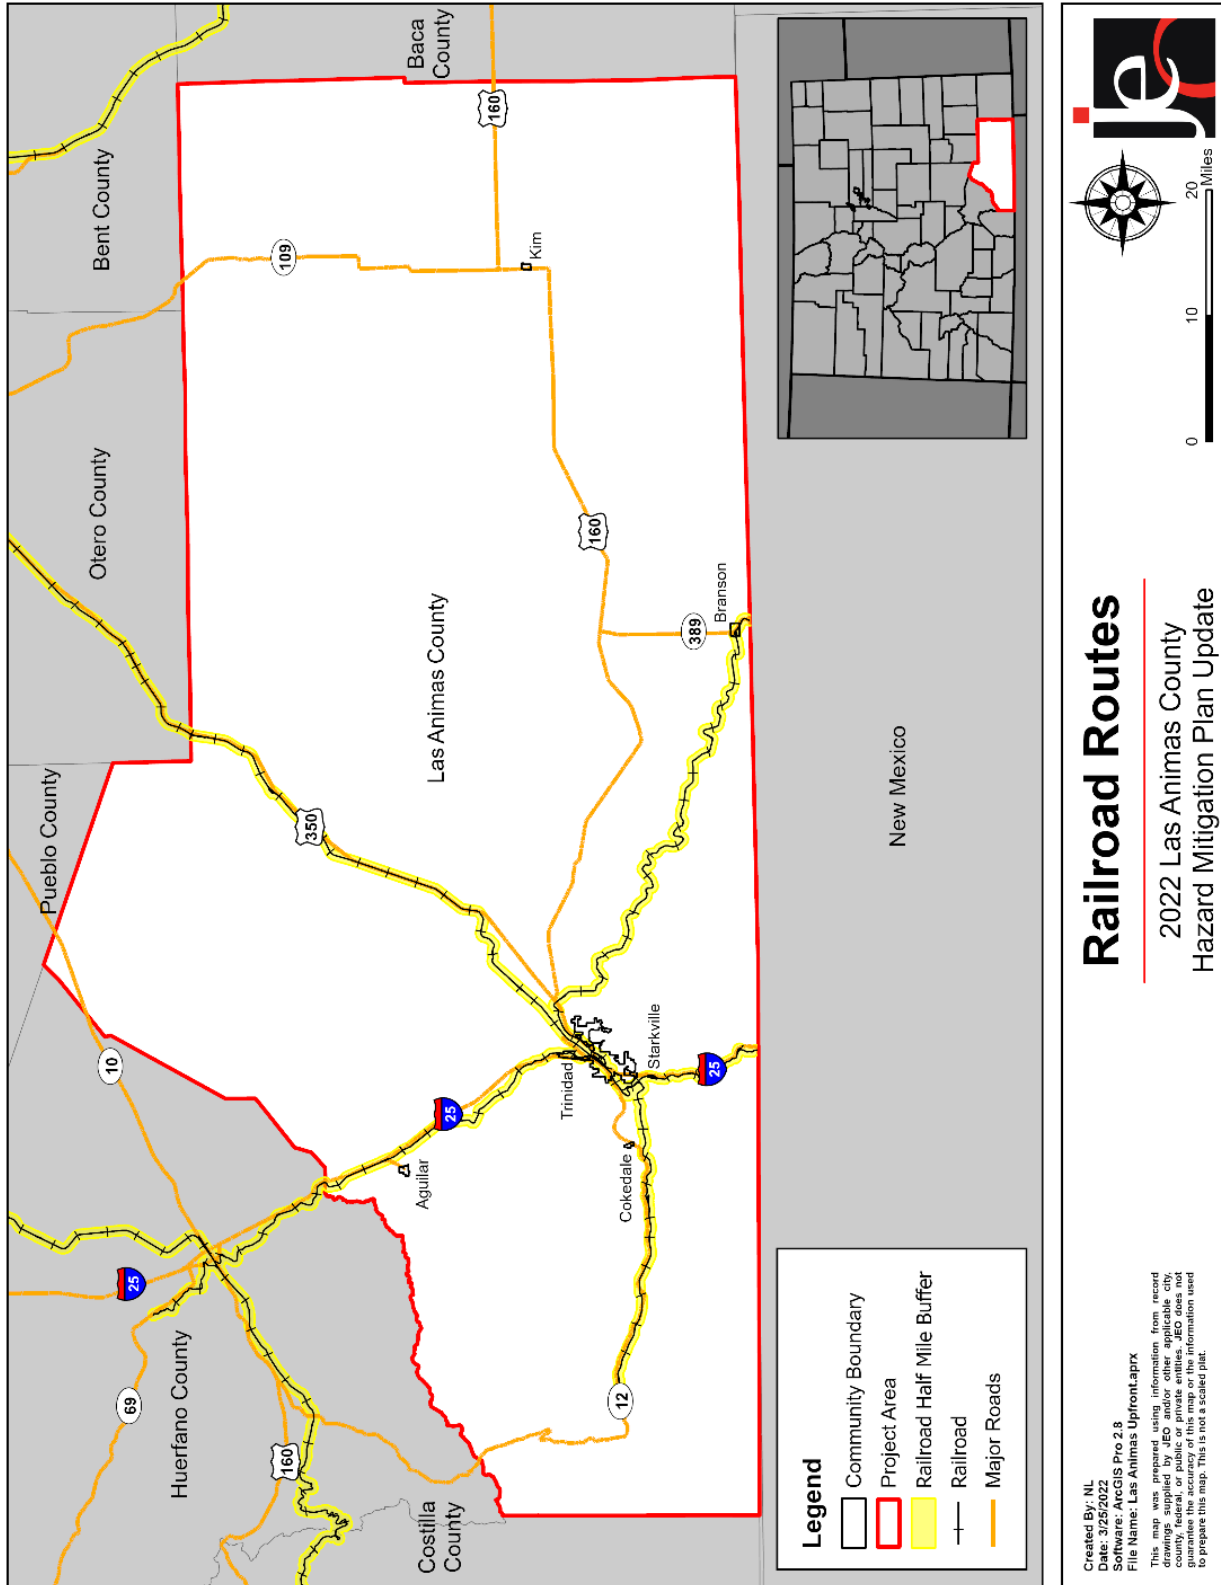 Huerfano County
Pueblo County
Otero County
Bent County
Baca
County
Costilla
County
Las Animas County
New Mexico
69
25
10
160
25
350
109
160
160
389
12
25
Aguilar
Trinidad
Cokedale
Starkville
Branson
Kim
Legend
Community Boundary
Project Area
Railroad Half Mile Buffer
Railroad
Major Roads
Created By: NL
Date: 3/25/2022
Software: ArcGIS Pro 2.8
File Name: Las Animas Upfront.aprx
This map was prepared using information from record
drawings supplied by JEO and/or other applicable city,
county, federal, or public or private entities. JEO does not
guarantee the accuracy of this map or the information used
to prepare this map. This is not a scaled plat.
Railroad Routes
2022 Las Animas County
Hazard Mitigation Plan Update
0 10 20
Miles
jeo